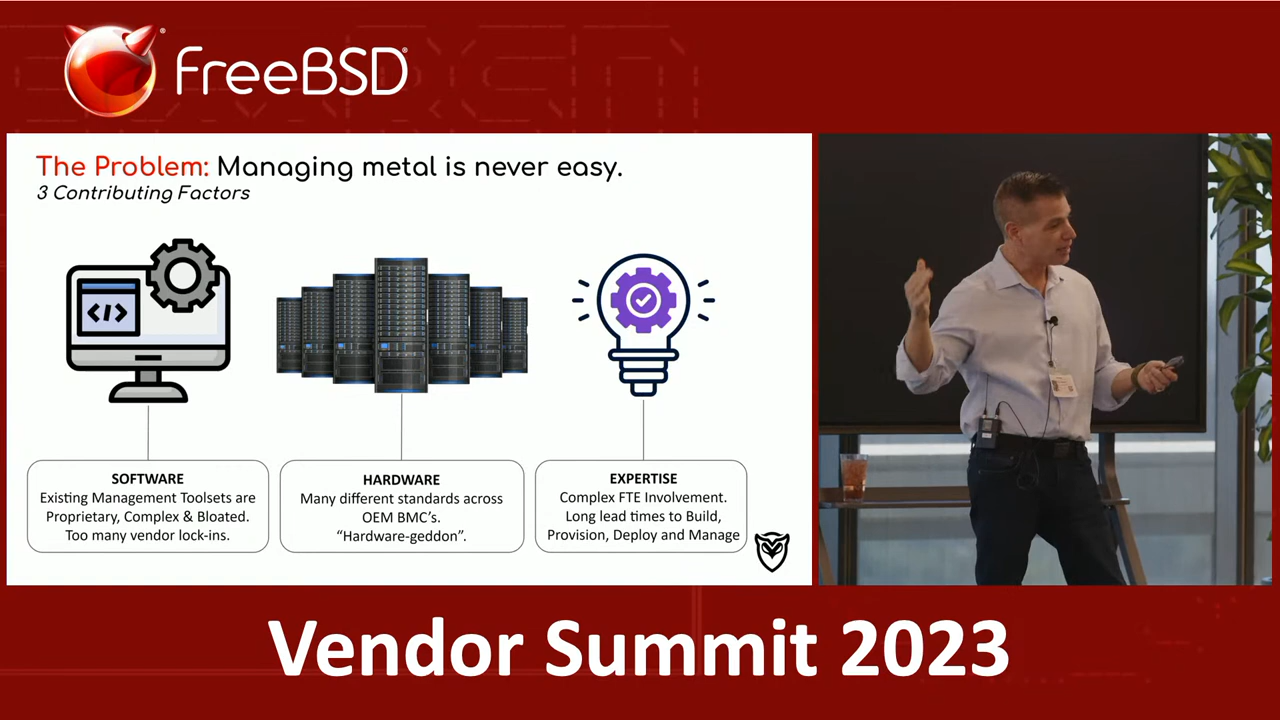 FreeBSD®
The Problem: Managing metal is never easy.
3 Contributing Factors
</>
SOFTWARE
Existing Management Toolsets are
Proprietary, Complex & Bloated.
Too many vendor lock-ins.
HARDWARE
Many different standards across
OEM BMC's.
“Hardware-geddon”.
EXPERTISE
Complex FTE Involvement.
Long lead times to Build,
Provision, Deploy and Manage
Vendor Summit 2023